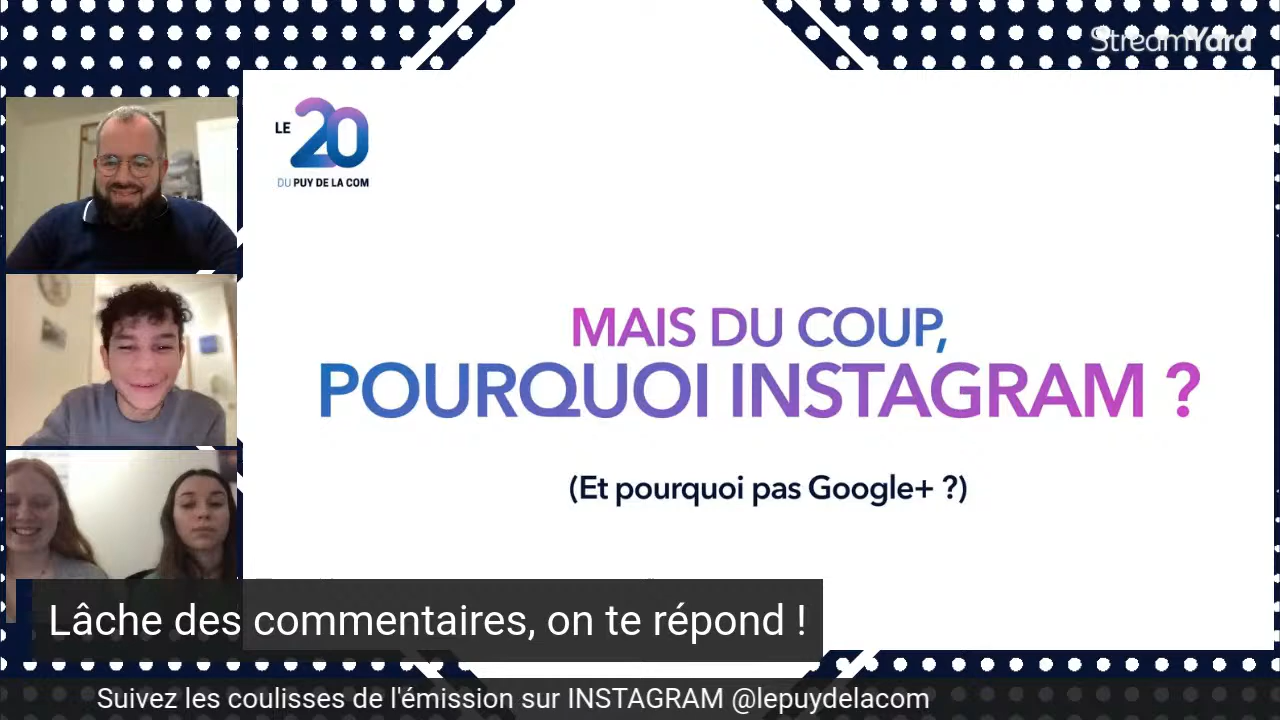 StreamYard
LE 20
DU PUY DE LA COM
MAIS DU COUP,
POURQUOI INSTAGRAM ?
(Et pourquoi pas Google+ ?)
Lâche des commentaires, on te répond !
Suivez les coulisses de l'émission sur INSTAGRAM @lepuydelacom